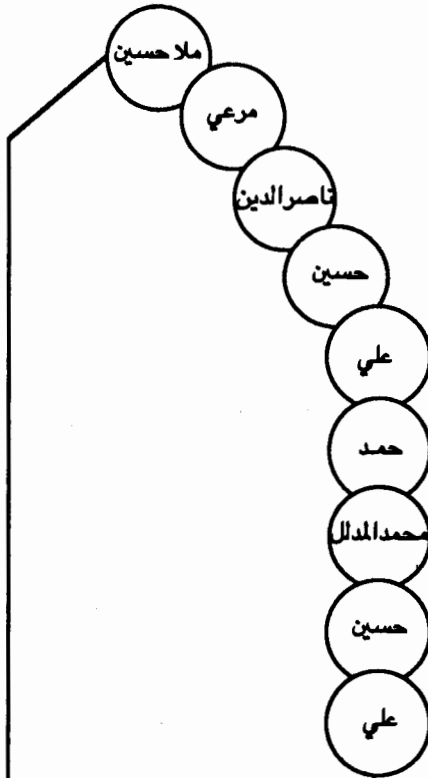 ملا حسين
مرعي
ناصر الدين
حسين
علي
حمد
محمد المدلل
حسين
علي